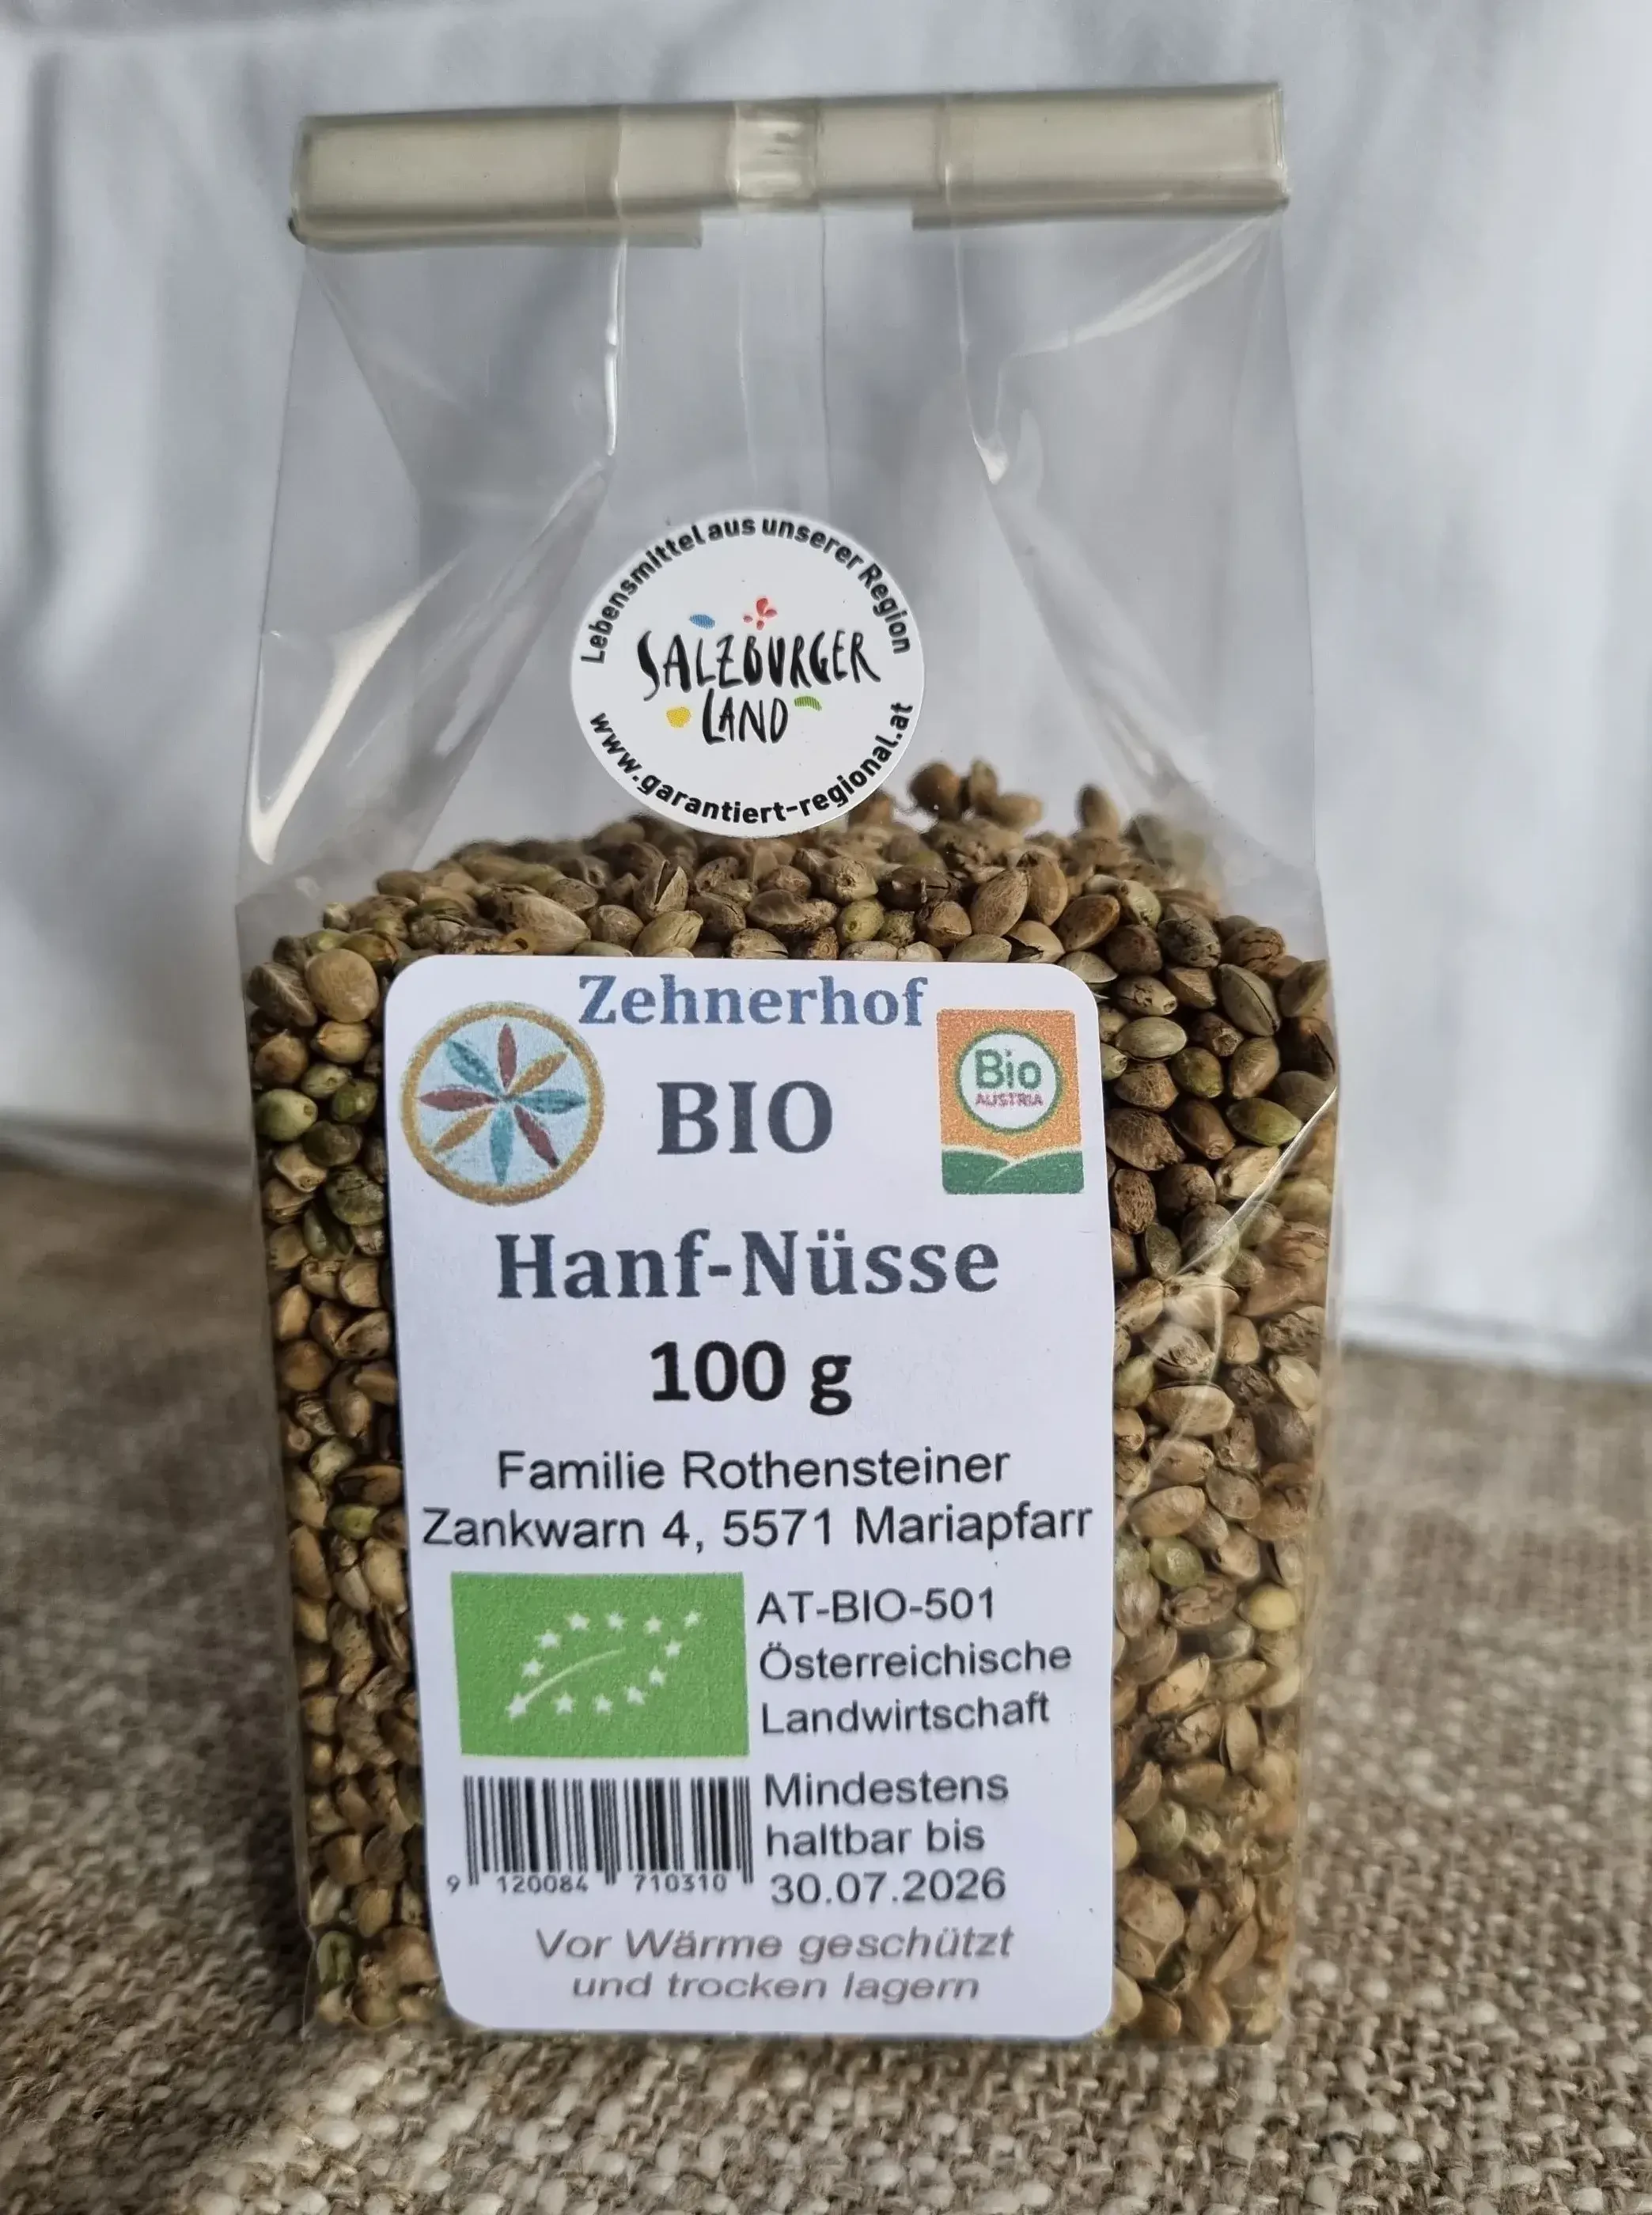 Lebensmittel aus unserer Region
SALZBURGER
LAND
www.garantiert-regional.at
Zehnerhof
BIO
Bio
AUSTRIA
Hanf-Nüsse
100 g
Familie Rothensteiner
Zankwarn 4, 5571 Mariapfarr
AT-BIO-501
Österreichische
Landwirtschaft
Mindestens
haltbar bis
30.07.2026
9 120084 710310
Vor Wärme geschützt
und trocken lagern